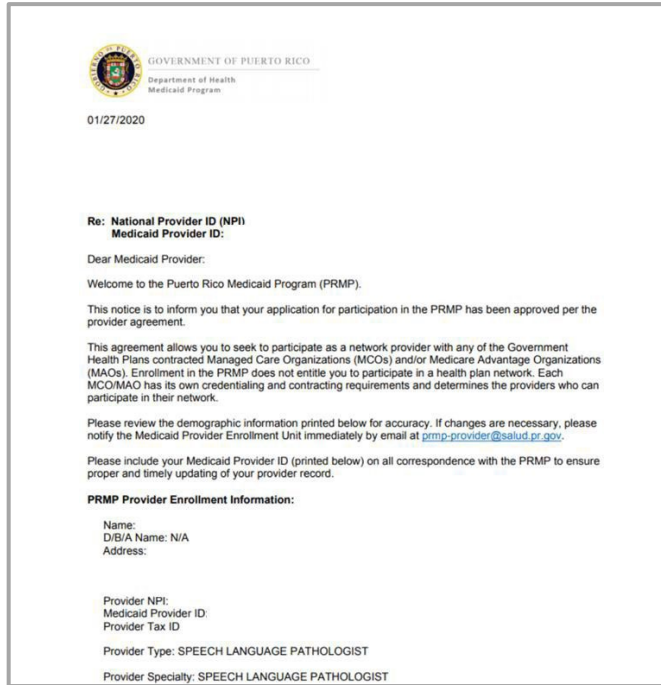 GOVERNMENT OF PUERTO RICO
Department of Health
Medicaid Program
01/27/2020
Re: National Provider ID (NPI)
Medicaid Provider ID:
Dear Medicaid Provider:
Welcome to the Puerto Rico Medicaid Program (PRMP).
This notice is to inform you that your application for participation in the PRMP has been approved per the
provider agreement.
This agreement allows you to seek to participate as a network provider with any of the Government
Health Plans contracted Managed Care Organizations (MCOs) and/or Medicare Advantage Organizations
(MAOs). Enrollment in the PRMP does not entitle you to participate in a health plan network. Each
MCO/MAO has its own credentialing and contracting requirements and determines the providers who can
participate in their network.
Please review the demographic information printed below for accuracy. If changes are necessary, please
notify the Medicaid Provider Enrollment Unit immediately by email at prmp-provider@salud.pr.gov.
Please include your Medicaid Provider ID (printed below) on all correspondence with the PRMP to ensure
proper and timely updating of your provider record.
PRMP Provider Enrollment Information:
Name:
D/B/A Name: N/A
Address:
Provider NPI:
Medicaid Provider ID:
Provider Tax ID
Provider Type: SPEECH LANGUAGE PATHOLOGIST
Provider Specialty: SPEECH LANGUAGE PATHOLOGIST